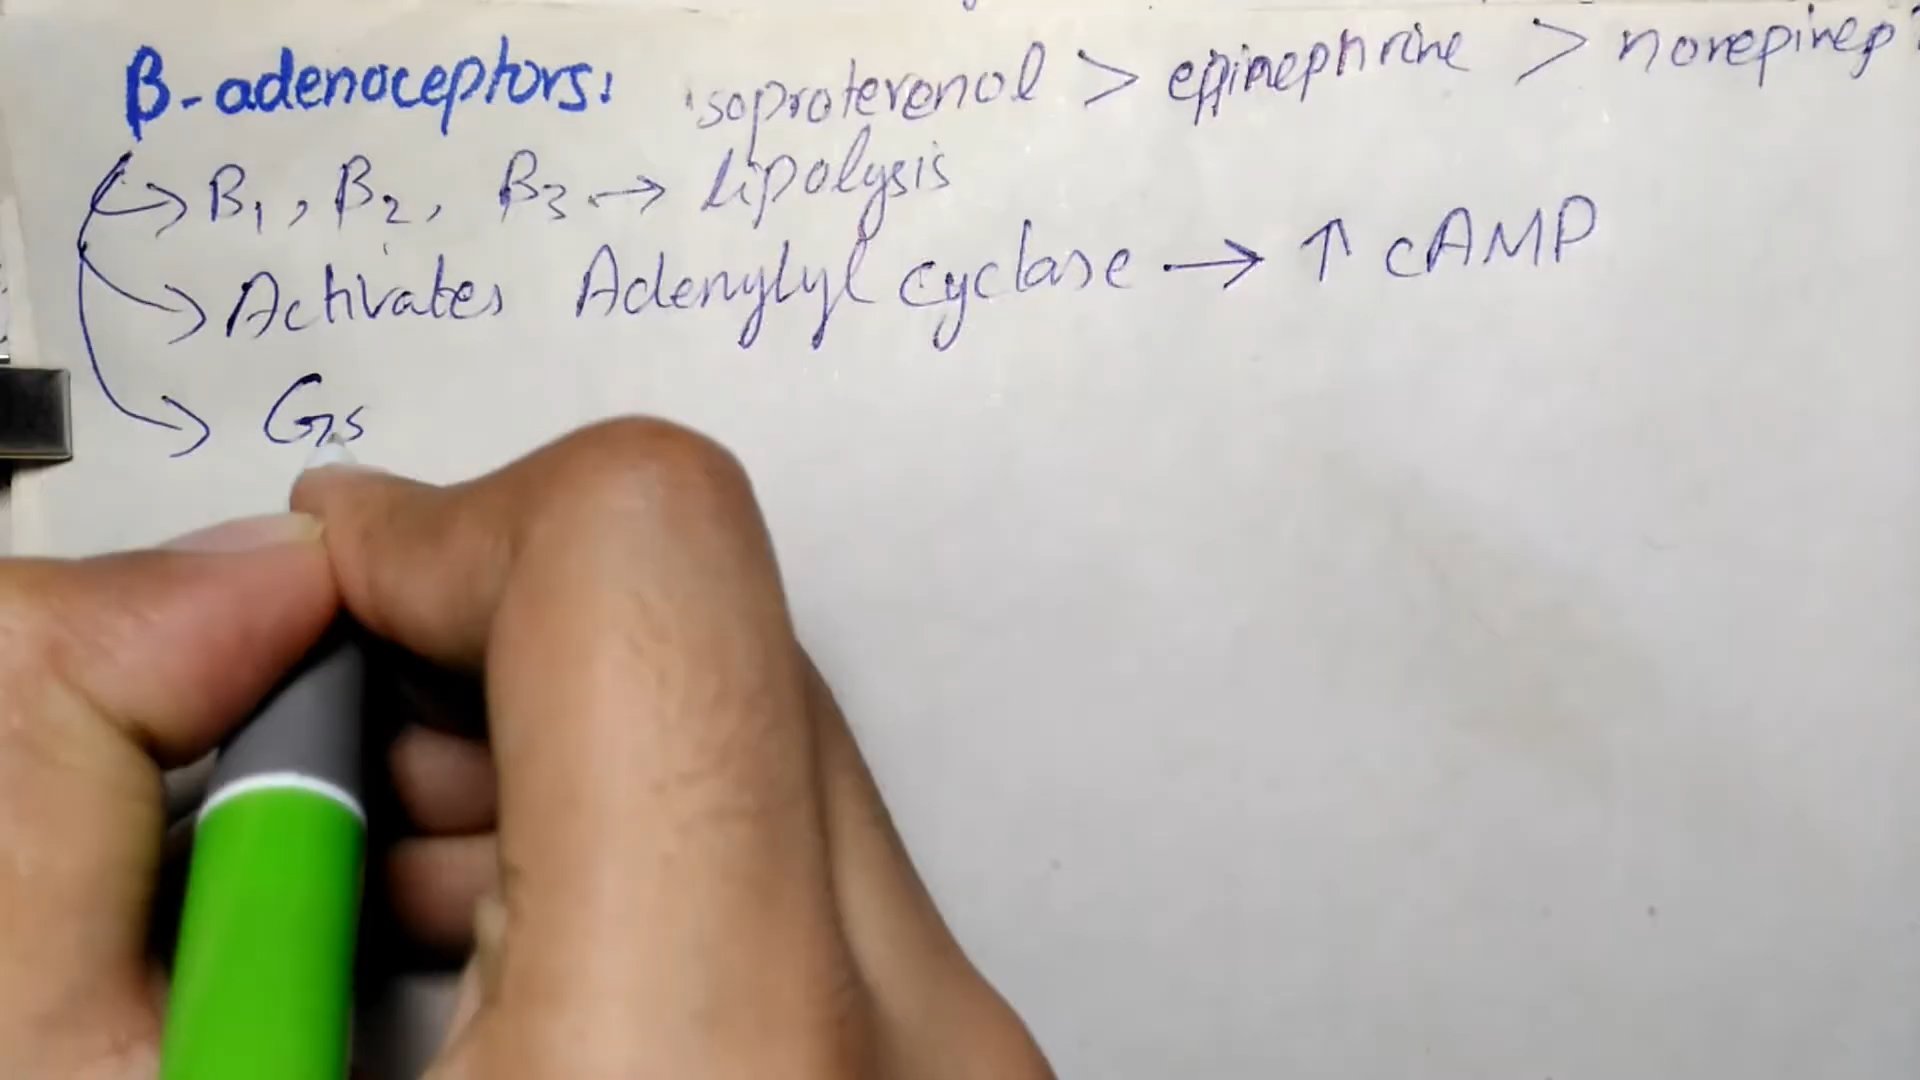 β-adenoceptors: isoproterenol > epinephrine > norepinep
→ B₁, B₂, B₃ → Lipolysis
→ Activates Adenylyl cyclase → ↑ cAMP
→ Gs